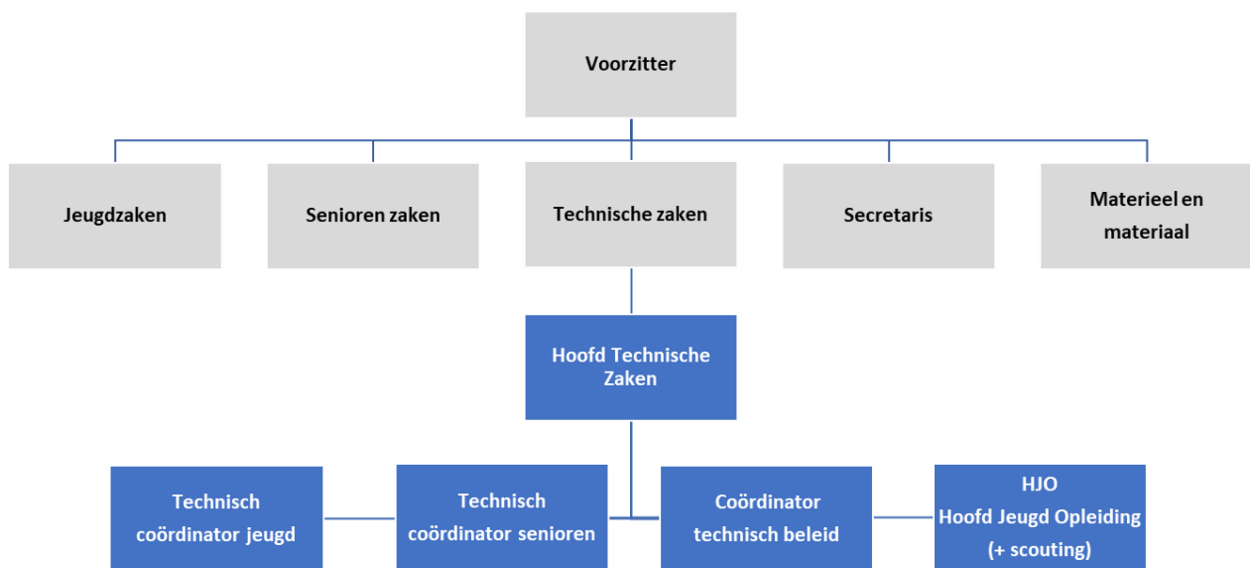 Voorzitter
Jeugdzaken
Senioren zaken
Technische zaken
Secretaris
Materieel en
materiaal
Hoofd Technische
Zaken
Technisch
coördinator jeugd
Technisch
coördinator senioren
Coördinator
technisch beleid
HJO
Hoofd Jeugd Opleiding
(+ scouting)